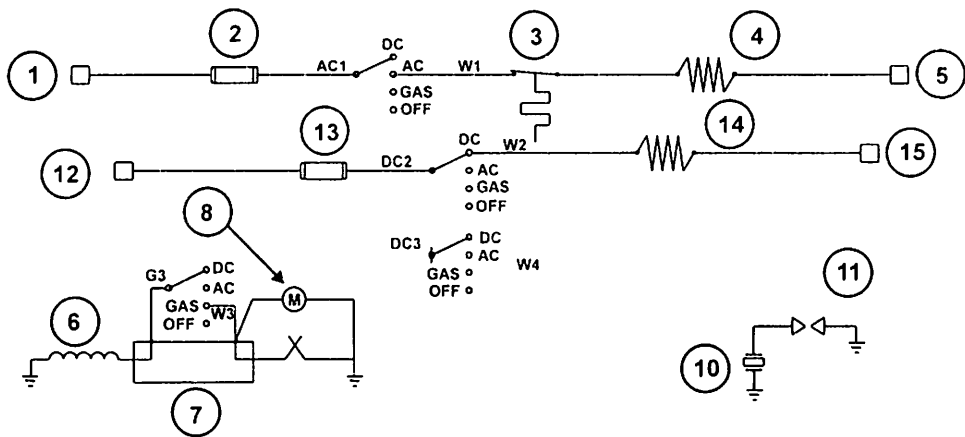 2
3
4
DC
1
AC1
AC
W1
5
GAS
OFF
13
14
DC
W2
12
DC2
15
AC
GAS
OFF
8
DC3
DC
AC
W4
GAS
OFF
11
G3
DC
AC
GAS
W3
OFF
M
6
10
7